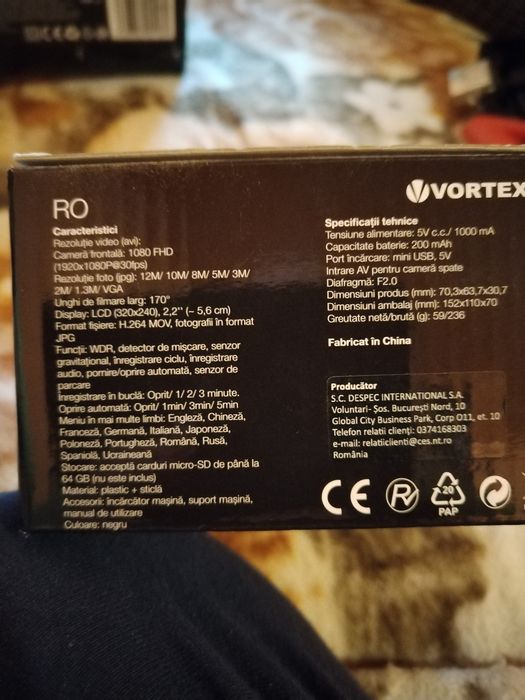 RO
Caracteristici
Rezoluție video (avi):
Cameră frontală: 1080 FHD
(1920x1080P@30fps)
Rezoluție foto (jpg): 12M/ 10M/ 8M/ 5M/ 3M/
2M/ 1.3M/ VGA
Unghi de filmare larg: 170°
Display: LCD (320x240), 2,2'' (~ 5,6 cm)
Format fișiere: H.264 MOV, fotografii în format
JPG
Funcții: WDR, detector de mișcare, senzor
gravitațional, înregistrare ciclu, înregistrare
audio, pornire/oprire automată, senzor de
parcare
Înregistrare în buclă: Oprit/ 1/ 2/ 3 minute.
Oprire automată: Oprit/ 1min/ 3min/ 5min
Meniu în mai multe limbi: Engleză, Chineză,
Franceză, Germană, Italiană, Japoneză,
Poloneză, Portugheză, Română, Rusă,
Spaniolă, Ucraineană
Stocare: acceptă carduri micro-SD de până la
64 GB (nu este inclus)
Material: plastic + sticlă
Accesorii: încărcător mașină, suport mașină,
manual de utilizare
Culoare: negru
VORTEX
Specificații tehnice
Tensiune alimentare: 5V c.c./ 1000 mA
Capacitate baterie: 200 mAh
Port încărcare: mini USB, 5V
Intrare AV pentru cameră spate
Diafragmă: F2.0
Dimensiuni produs (mm): 70,3x63,7x30,7
Dimensiuni ambalaj (mm): 152x110x70
Greutate netă/brută (g): 59/236
Fabricat în China
Producător
S.C. DESPEC INTERNATIONAL S.A.
Voluntari- Șos. București Nord, 10
Global City Business Park, Corp O11, et. 10
Telefon relatii clienți: 0374168303
e-mail: relatiiclienti@ces.nt.ro
România
CE
20
PAP